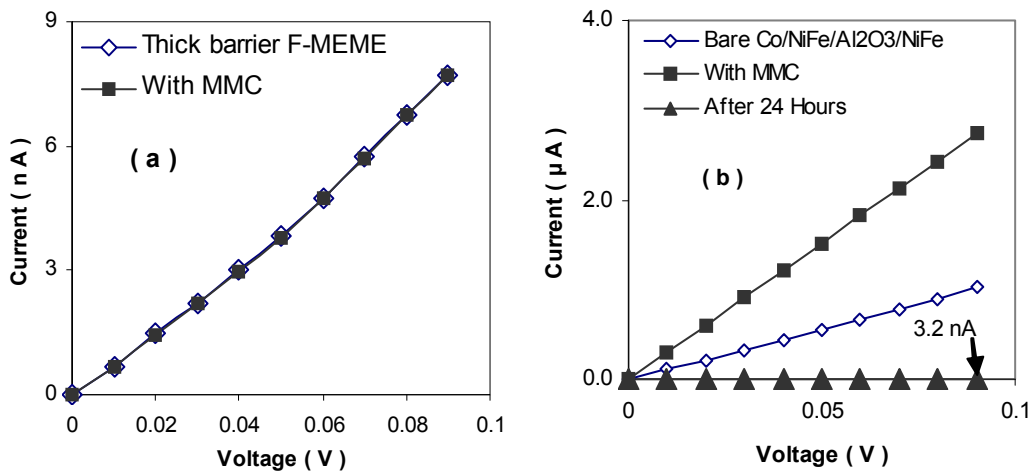 9
6
3
0
Current ( n A )
Thick barrier F-MEME
With MMC
( a )
0 0.02 0.04 0.06 0.08 0.1
Voltage ( V )
4.0
2.0
0.0
Current ( µ A )
Bare Co/NiFe/Al2O3/NiFe
With MMC
After 24 Hours
( b )
3.2 nA
0 0.05 0.1
Voltage ( V )